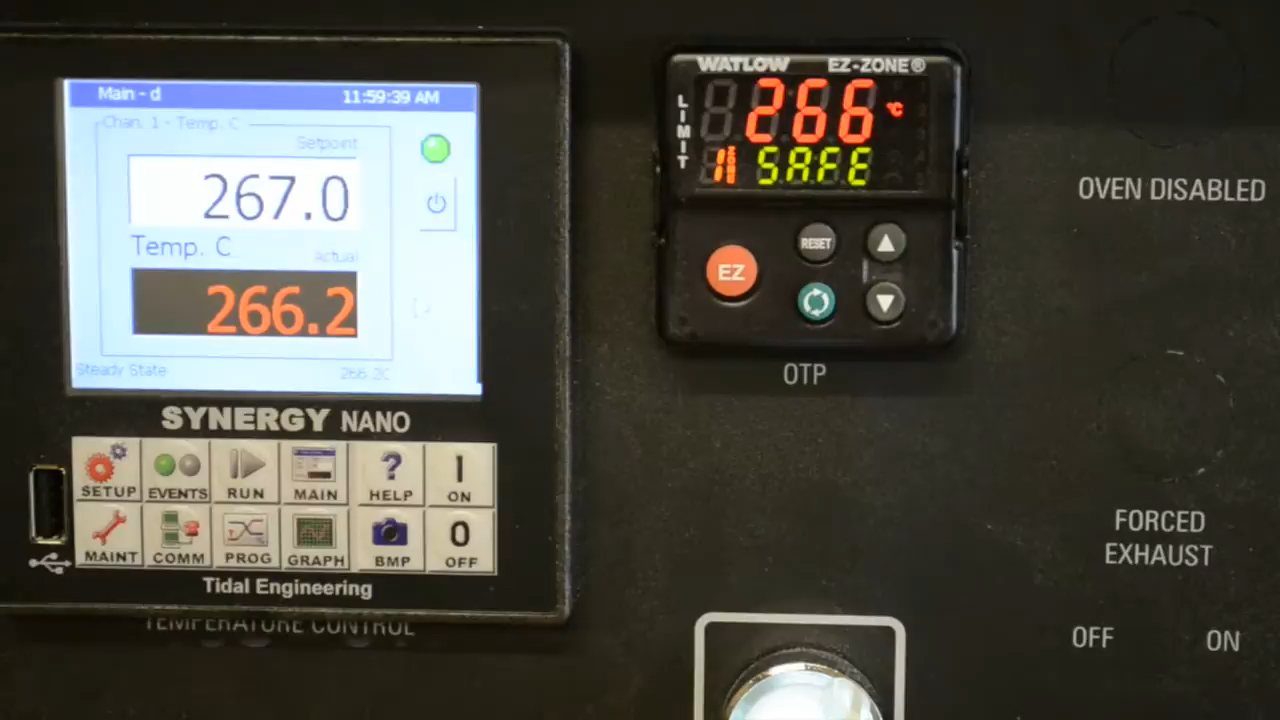 Main - d 11:59:39 AM
Chan. 1 - Temp. C
Setpoint
267.0
Temp. C
Actual
266.2
Steady State 266.2C
SYNERGY NANO
SETUP EVENTS RUN MAIN HELP ON
MAINT COMM PROG GRAPH BMP OFF
Tidal Engineering
TEMPERATURE CONTROL
WATLOW EZ-ZONE®
LIMIT
266 °C
1 SAFE
EZ
RESET
OTP
OVEN DISABLED
FORCED
EXHAUST
OFF ON